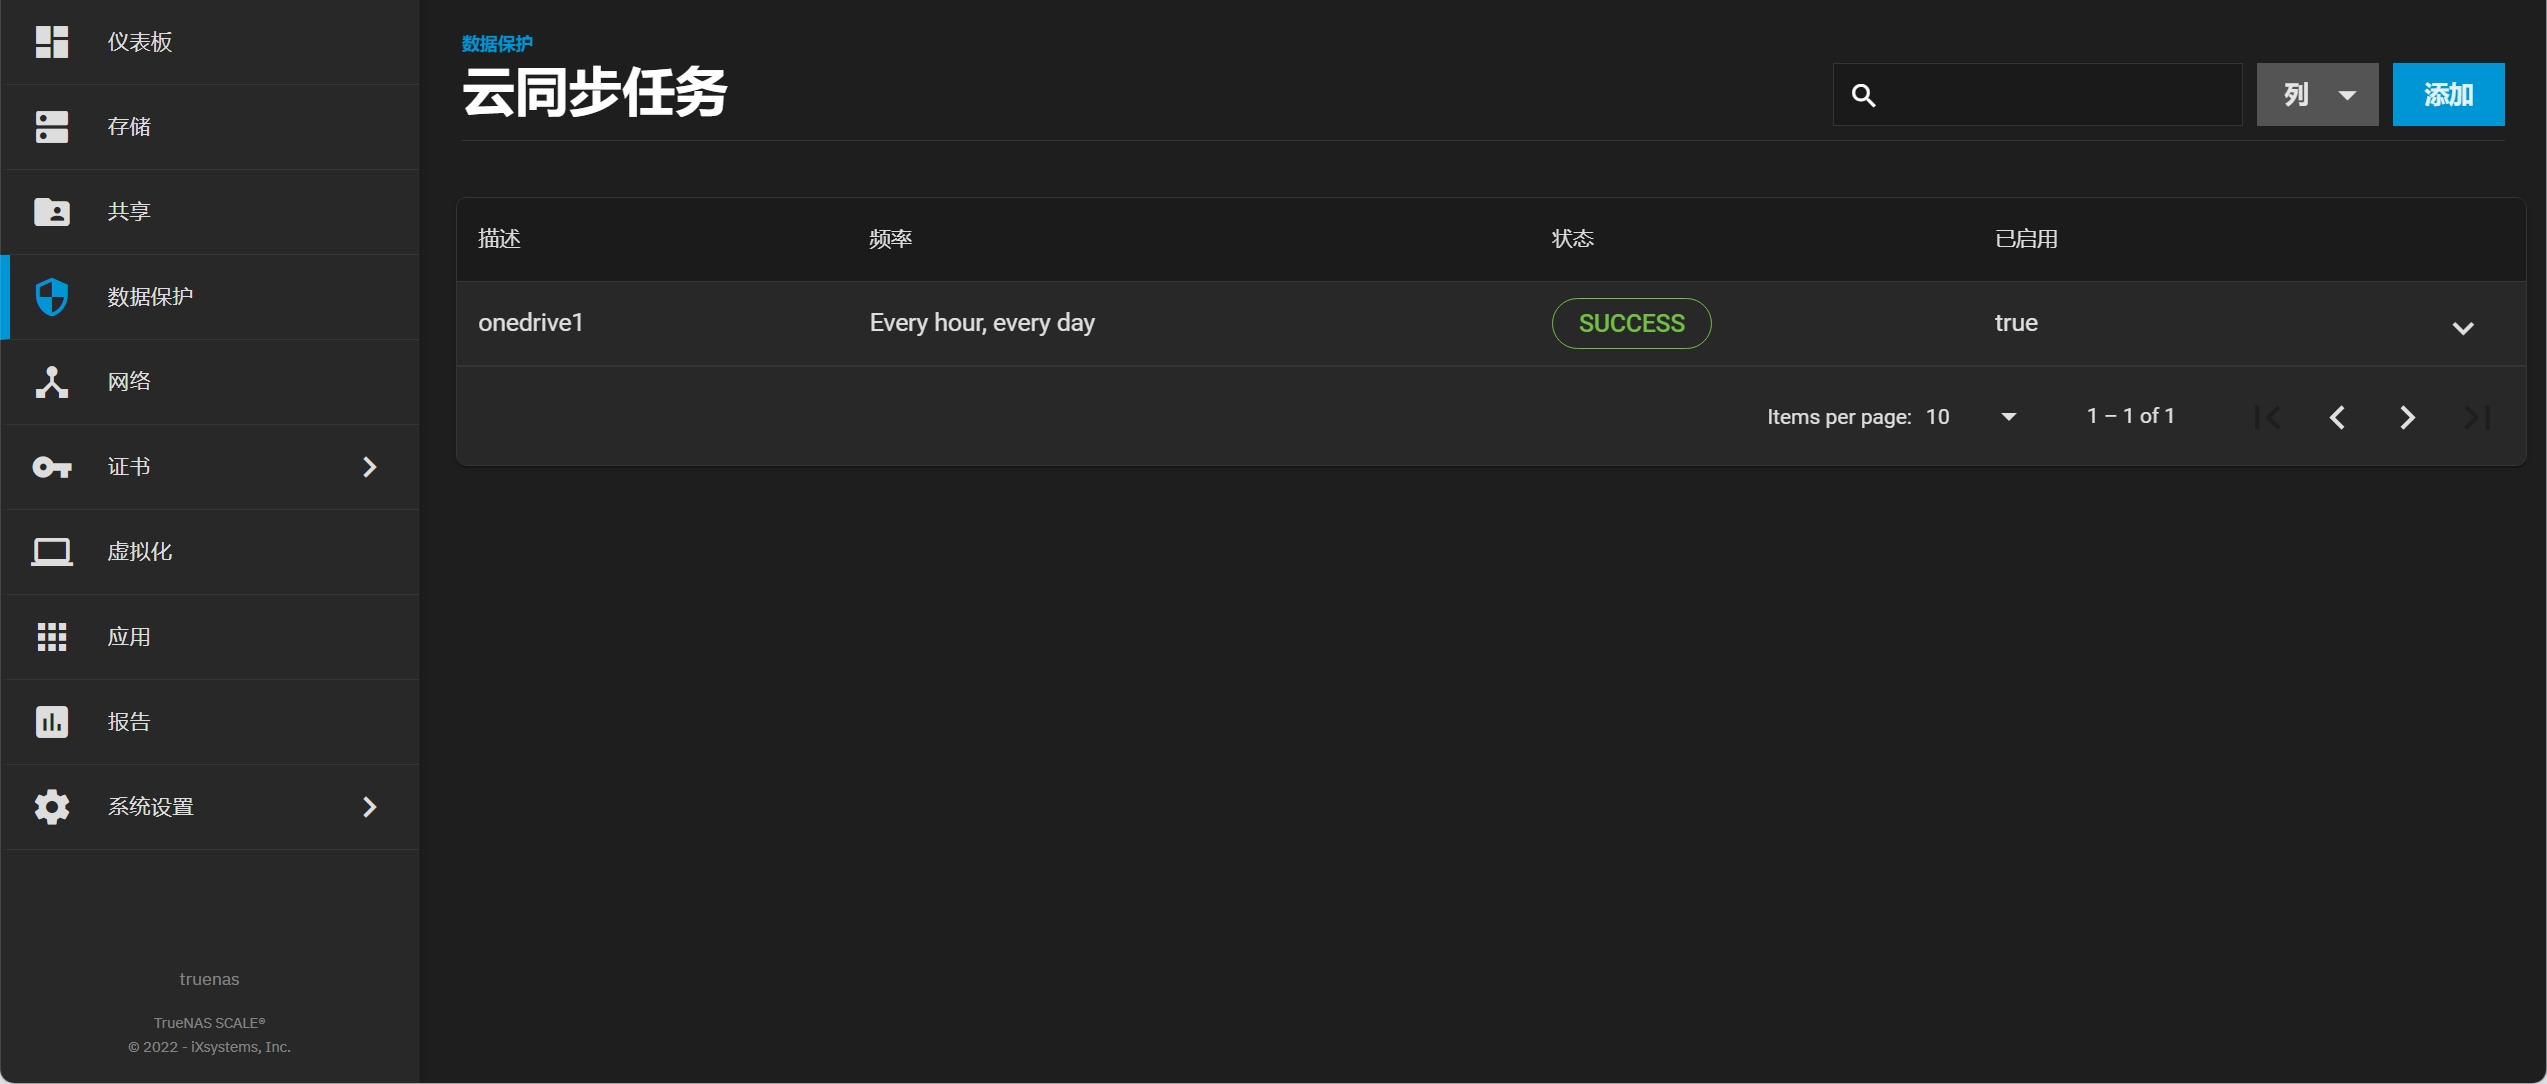 仪表板
存储
共享
数据保护
网络
证书
虚拟化
应用
报告
系统设置
truenas
TrueNAS SCALE®
© 2022 - iXsystems, Inc.
数据保护
云同步任务
列
添加
描述 频率 状态 已启用
onedrive1 Every hour, every day SUCCESS true
Items per page: 10 1 – 1 of 1